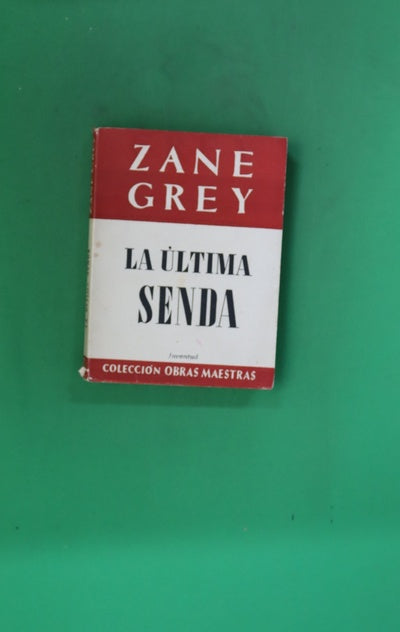 ZANE
GREY
LA ÚLTIMA
SENDA
Juventud
COLECCIÓN OBRAS MAESTRAS